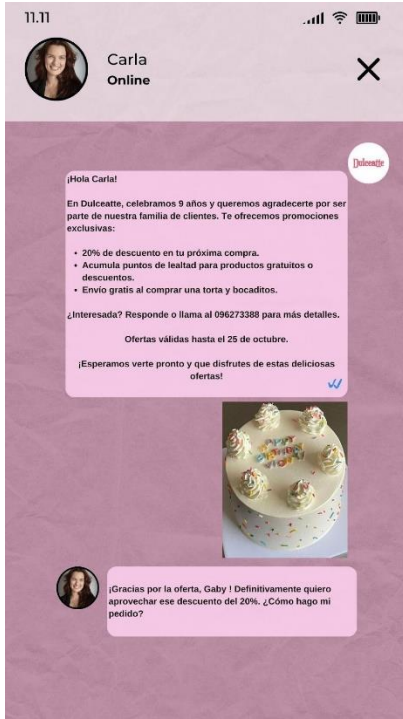 11.11
Carla
Online
Dulceatte
¡Hola Carla!
En Dulceatte, celebramos 9 años y queremos agradecerte por ser
parte de nuestra familia de clientes. Te ofrecemos promociones
exclusivas:
• 20% de descuento en tu próxima compra.
• Acumula puntos de lealtad para productos gratuitos o
descuentos.
• Envío gratis al comprar una torta y bocaditos.
¿Interesada? Responde o llama al 096273388 para más detalles.
Ofertas válidas hasta el 25 de octubre.
¡Esperamos verte pronto y que disfrutes de estas deliciosas
ofertas!
HAPPY
BIRTHDAY
¡Gracias por la oferta, Gaby ! Definitivamente quiero
aprovechar ese descuento del 20%. ¿Cómo hago mi
pedido?